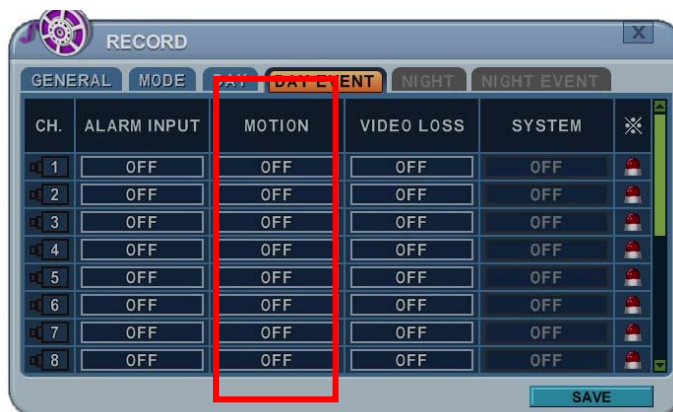 RECORD X
GENERAL MODE DAY DAY EVENT NIGHT NIGHT EVENT
CH. ALARM INPUT MOTION VIDEO LOSS SYSTEM ※
1 OFF OFF OFF OFF
2 OFF OFF OFF OFF
3 OFF OFF OFF OFF
4 OFF OFF OFF OFF
5 OFF OFF OFF OFF
6 OFF OFF OFF OFF
7 OFF OFF OFF OFF
8 OFF OFF OFF OFF
SAVE